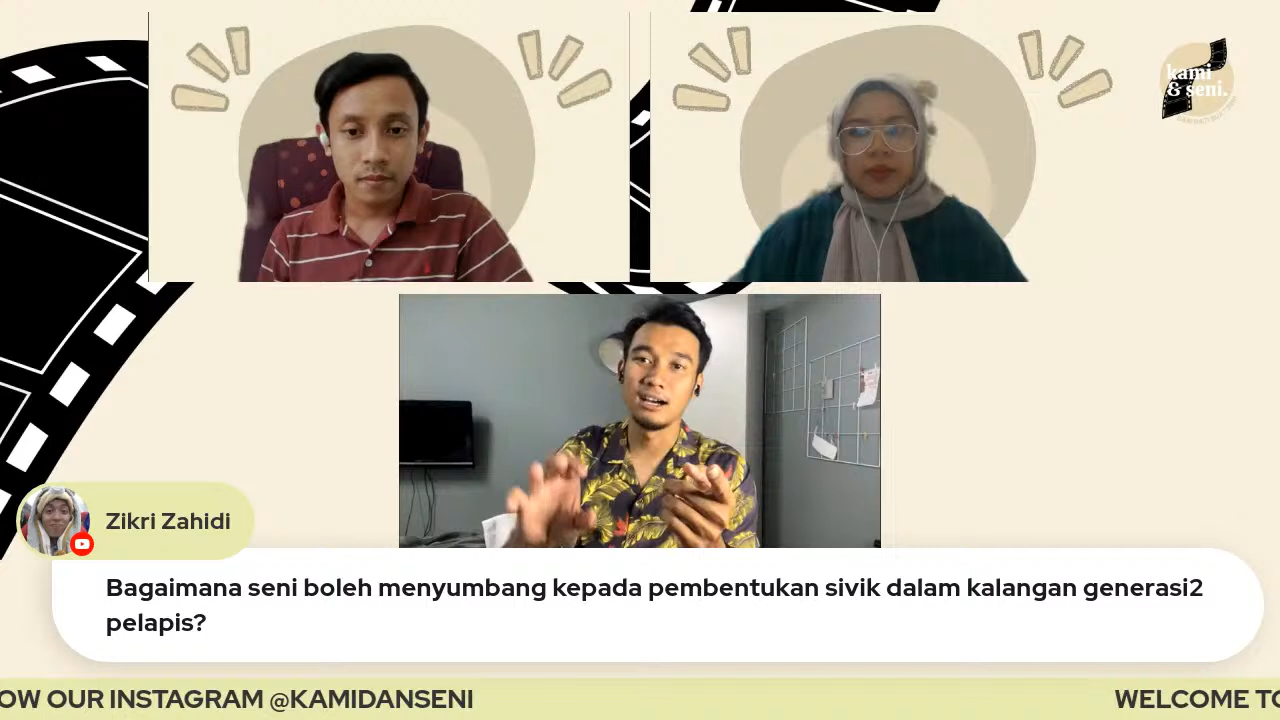 kami
& seni.
Zikri Zahidi
Bagaimana seni boleh menyumbang kepada pembentukan sivik dalam kalangan generasi2
pelapis?
OW OUR INSTAGRAM @KAMIDANSENI
WELCOME TO